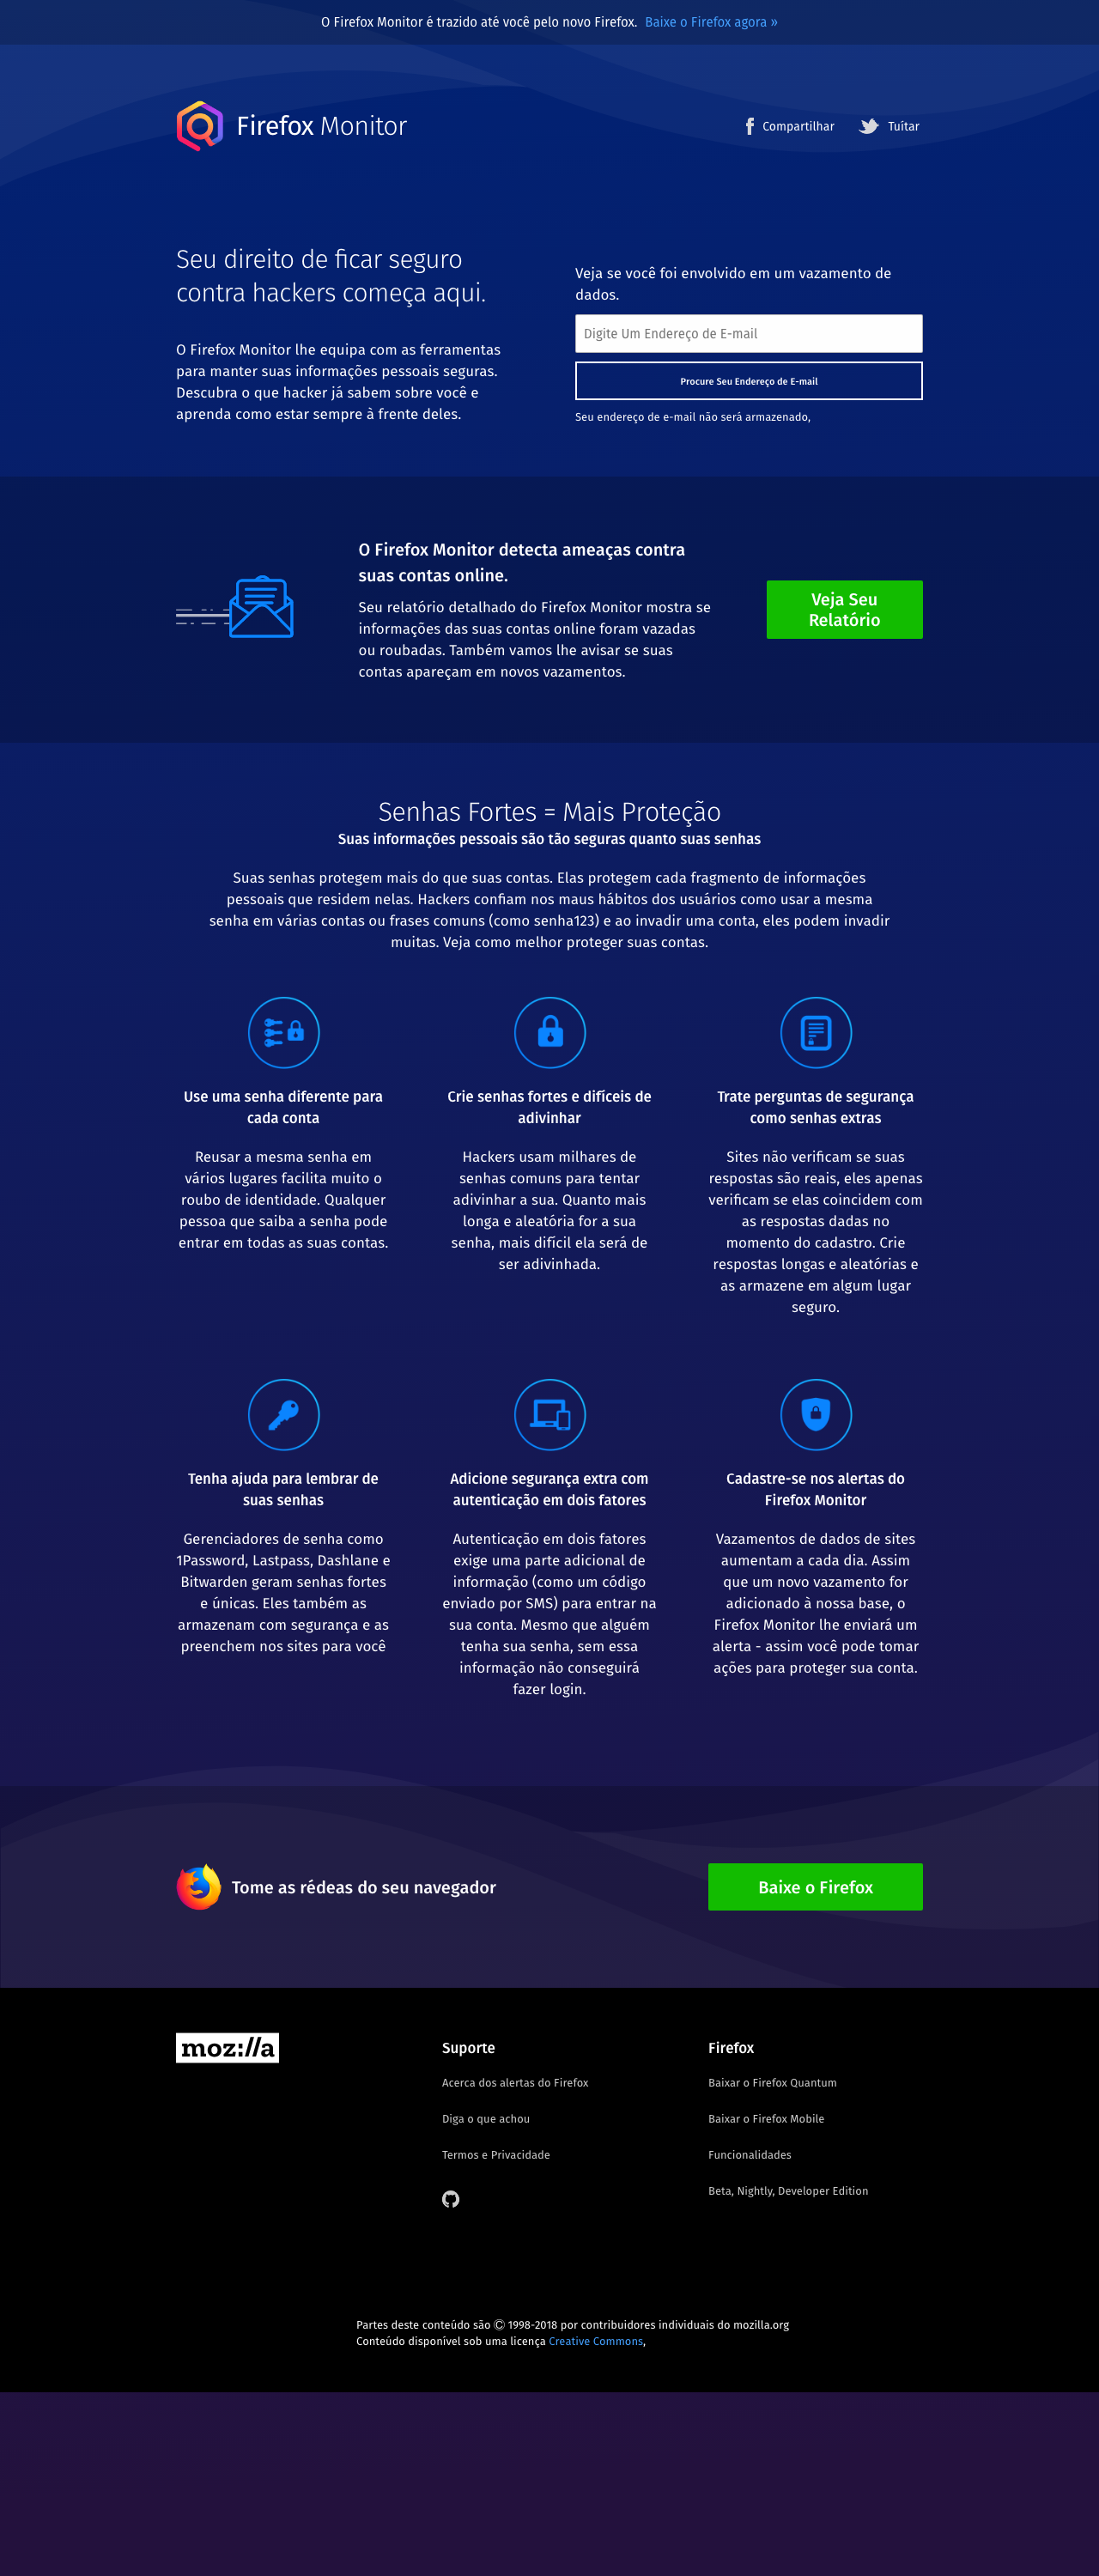 O Firefox Monitor é trazido até você pelo novo Firefox. Baixe o Firefox agora »
Firefox Monitor
Compartilhar
Tuítar
Seu direito de ficar seguro
contra hackers começa aqui.
O Firefox Monitor lhe equipa com as ferramentas
para manter suas informações pessoais seguras.
Descubra o que hacker já sabem sobre você e
aprenda como estar sempre à frente deles.
Veja se você foi envolvido em um vazamento de
dados.
Digite Um Endereço de E-mail
Procure Seu Endereço de E-mail
Seu endereço de e-mail não será armazenado,
O Firefox Monitor detecta ameaças contra
suas contas online.
Seu relatório detalhado do Firefox Monitor mostra se
informações das suas contas online foram vazadas
ou roubadas. Também vamos lhe avisar se suas
contas apareçam em novos vazamentos.
Veja Seu
Relatório
Senhas Fortes = Mais Proteção
Suas informações pessoais são tão seguras quanto suas senhas
Suas senhas protegem mais do que suas contas. Elas protegem cada fragmento de informações
pessoais que residem nelas. Hackers confiam nos maus hábitos dos usuários como usar a mesma
senha em várias contas ou frases comuns (como senha123) e ao invadir uma conta, eles podem invadir
muitas. Veja como melhor proteger suas contas.
Use uma senha diferente para
cada conta
Reusar a mesma senha em
vários lugares facilita muito o
roubo de identidade. Qualquer
pessoa que saiba a senha pode
entrar em todas as suas contas.
Crie senhas fortes e difíceis de
adivinhar
Hackers usam milhares de
senhas comuns para tentar
adivinhar a sua. Quanto mais
longa e aleatória for a sua
senha, mais difícil ela será de
ser adivinhada.
Trate perguntas de segurança
como senhas extras
Sites não verificam se suas
respostas são reais, eles apenas
verificam se elas coincidem com
as respostas dadas no
momento do cadastro. Crie
respostas longas e aleatórias e
as armazene em algum lugar
seguro.
Tenha ajuda para lembrar de
suas senhas
Gerenciadores de senha como
1Password, Lastpass, Dashlane e
Bitwarden geram senhas fortes
e únicas. Eles também as
armazenam com segurança e as
preenchem nos sites para você
Adicione segurança extra com
autenticação em dois fatores
Autenticação em dois fatores
exige uma parte adicional de
informação (como um código
enviado por SMS) para entrar na
sua conta. Mesmo que alguém
tenha sua senha, sem essa
informação não conseguirá
fazer login.
Cadastre-se nos alertas do
Firefox Monitor
Vazamentos de dados de sites
aumentam a cada dia. Assim
que um novo vazamento for
adicionado à nossa base, o
Firefox Monitor lhe enviará um
alerta - assim você pode tomar
ações para proteger sua conta.
Tome as rédeas do seu navegador
Baixe o Firefox
moz://a
Suporte
Acerca dos alertas do Firefox
Diga o que achou
Termos e Privacidade
Firefox
Baixar o Firefox Quantum
Baixar o Firefox Mobile
Funcionalidades
Beta, Nightly, Developer Edition
Partes deste conteúdo são © 1998-2018 por contribuidores individuais do mozilla.org
Conteúdo disponível sob uma licença Creative Commons,